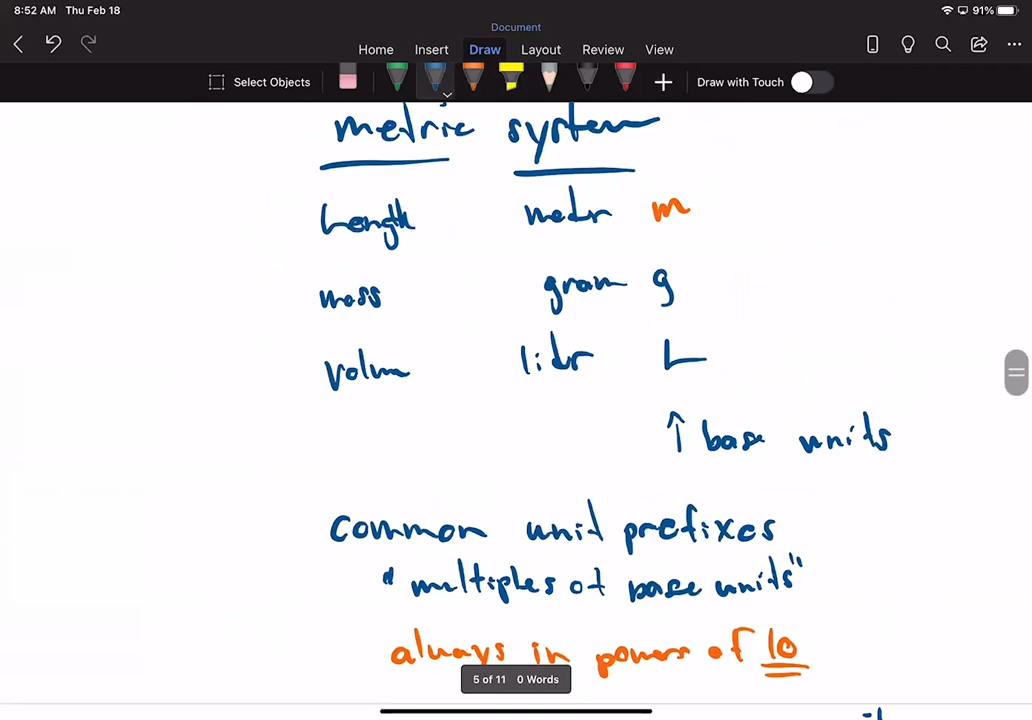 8:52 AM Thu Feb 18 91%
Document
Home Insert Draw Layout Review View
Select Objects Draw with Touch
metric system
Length meter m
mass gram g
volume liter L
↑ base units
common unit prefixes
"multiples of base units"
always in powers of 10
5 of 11 0 Words